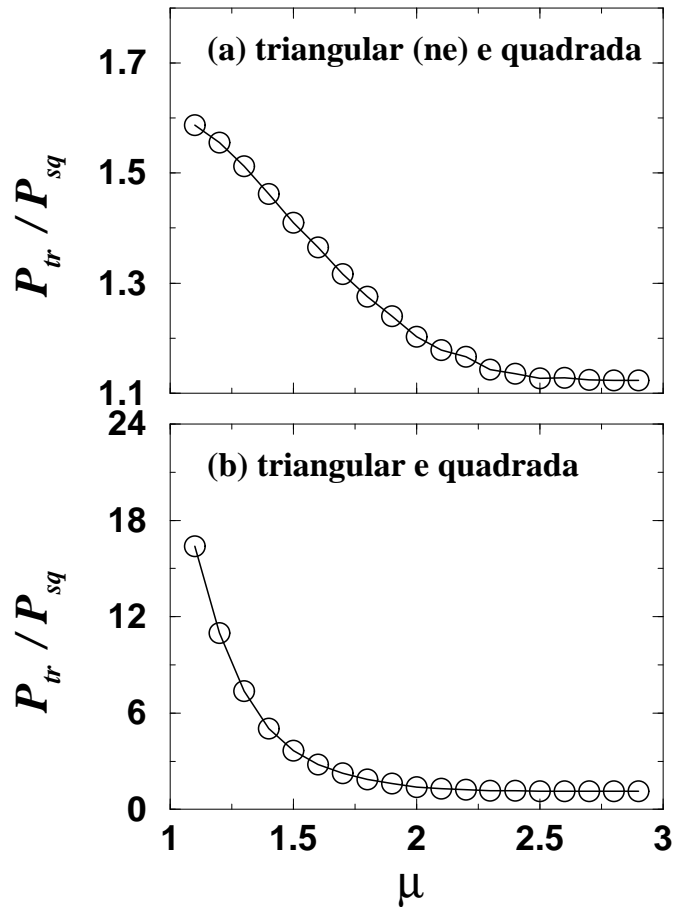 (a) triangular (ne) e quadrada
1.7
1.5
1.3
1.1
P_tr / P_sq
(b) triangular e quadrada
24
18
12
6
0
P_tr / P_sq
1 1.5 2 2.5 3
μ